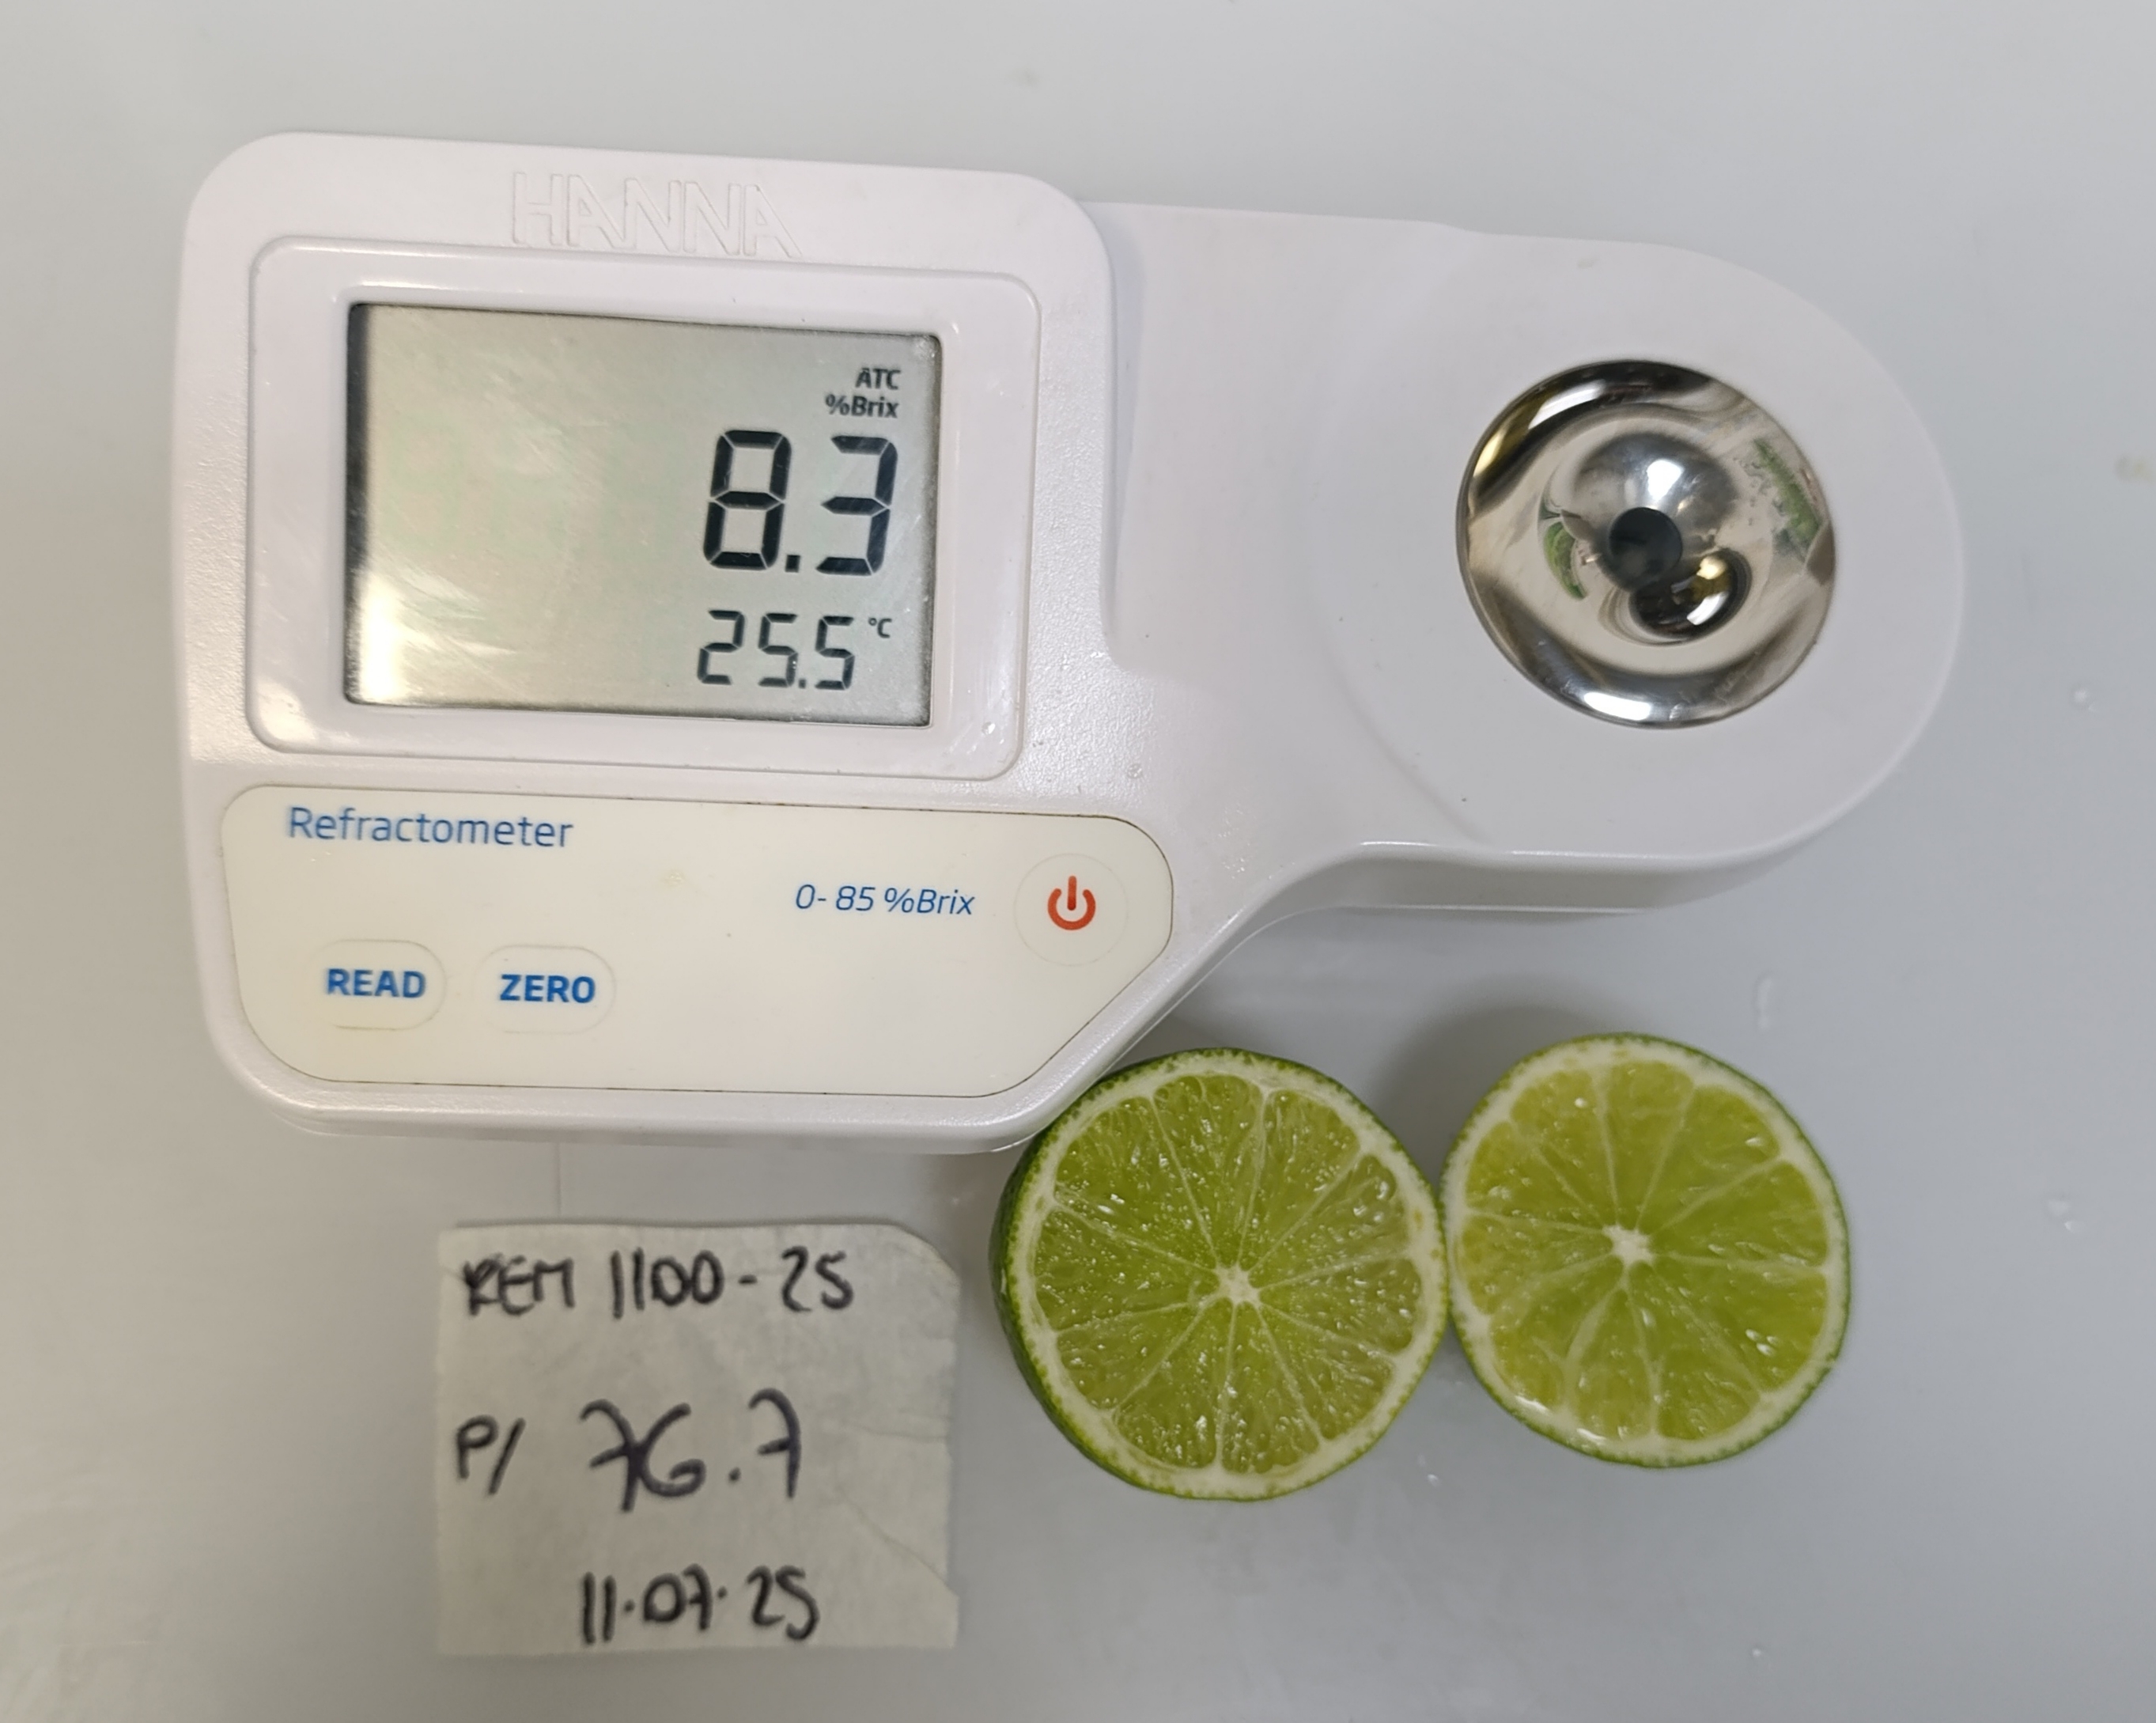 HANNA
ATC
%Brix
8.3
25.5 °C
Refractometer
0- 85 %Brix
READ ZERO
REM 1100-25
P/ 76.7
11.07.25